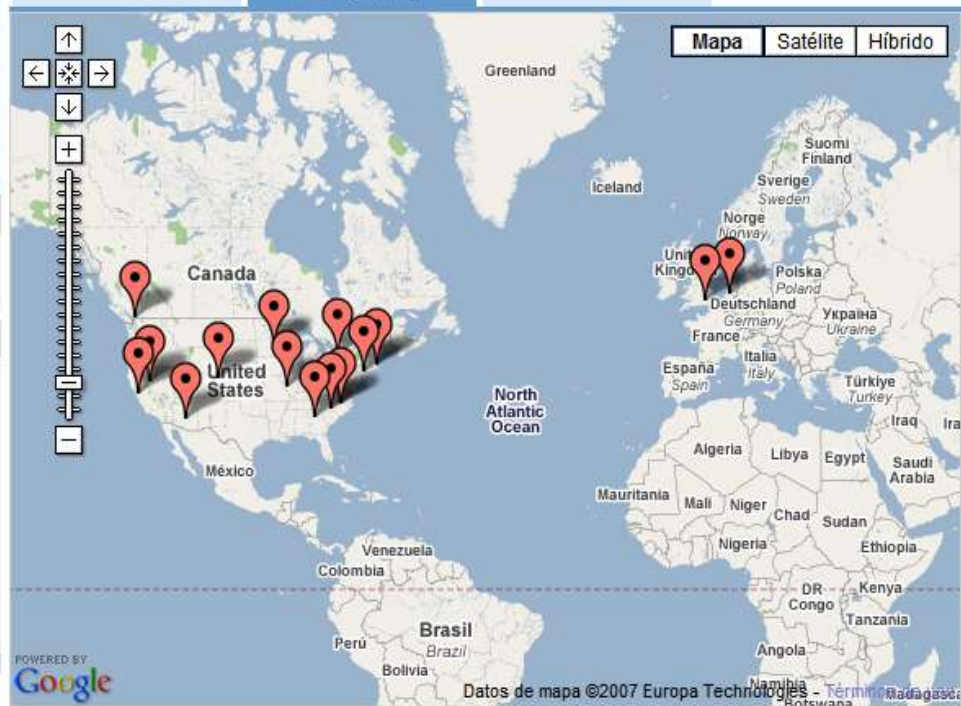 Mapa
Satélite
Híbrido
Greenland
Suomi
Finland
Iceland
Sverige
Sweden
Norge
Norway
Canada
Polska
Poland
Deutschland
Germany
Україна
Ukraine
France
United
States
Italia
Italy
España
Spain
Türkiye
Turkey
North
Atlantic
Ocean
Iraq
Algeria
Libya
Egypt
Saudi
Arabia
México
Mauritania
Mali
Niger
Chad
Sudan
Nigeria
Ethiopia
Venezuela
Colombia
DR
Congo
Kenya
Tanzania
Brasil
Brazil
Perú
Bolivia
Angola
Namibia
Botswana
POWERED BY
Google
Datos de mapa ©2007 Europa Technologies -